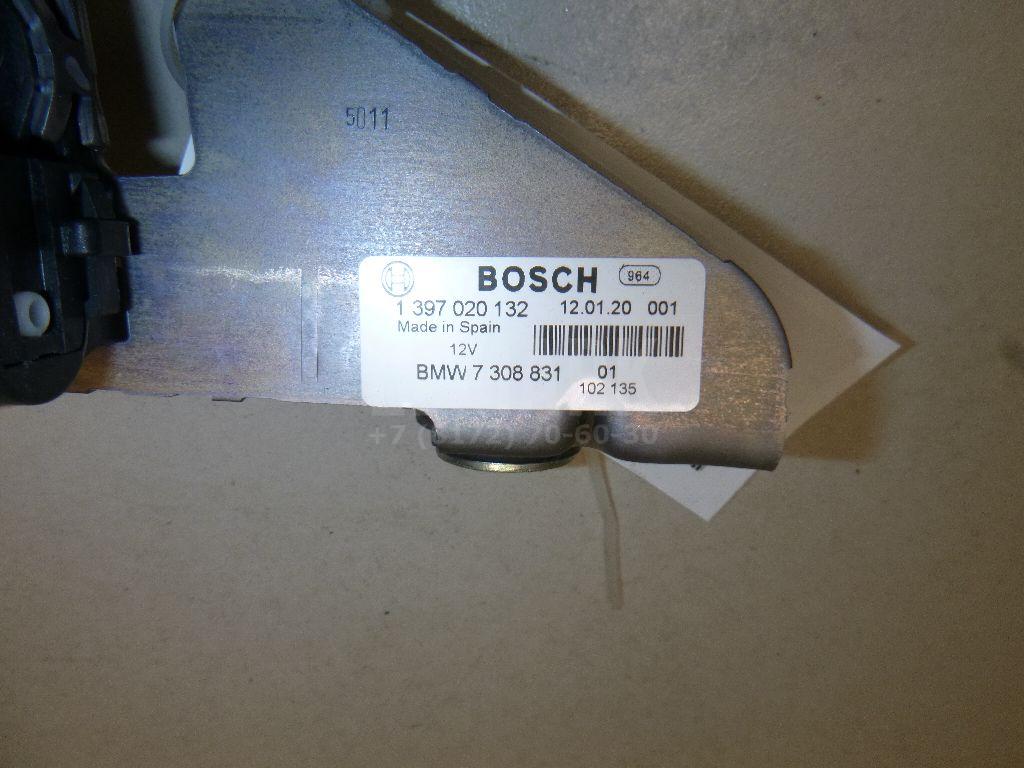 5011
BOSCH 964
1 397 020 132 12.01.20 001
Made in Spain
12V
BMW 7 308 831 01
102 135